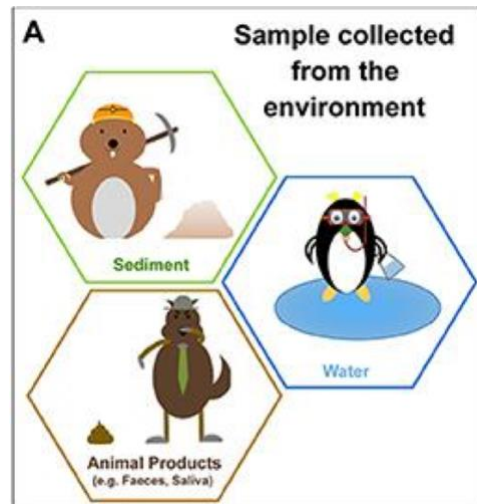 A
Sample collected
from the
environment
Sediment
Water
Animal Products
(e.g. Faeces, Saliva)